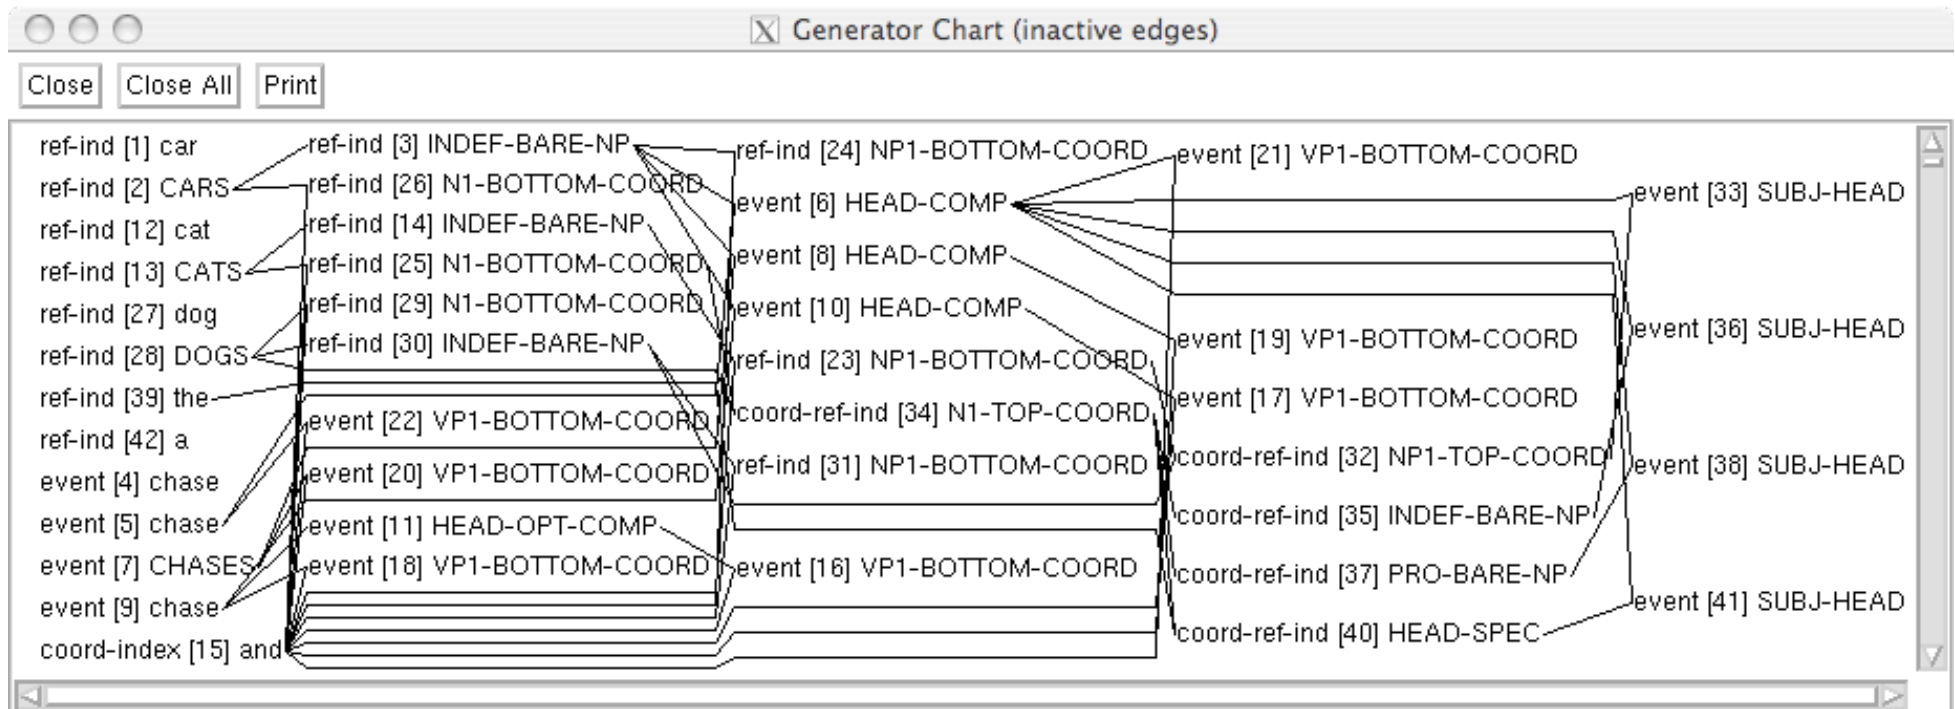 Generator Chart (inactive edges)
Close Close All Print
ref-ind [1] car
ref-ind [2] CARS
ref-ind [12] cat
ref-ind [13] CATS
ref-ind [27] dog
ref-ind [28] DOGS
ref-ind [39] the
ref-ind [42] a
event [4] chase
event [5] chase
event [7] CHASES
event [9] chase
coord-index [15] and
ref-ind [3] INDEF-BARE-NP
ref-ind [26] N1-BOTTOM-COORD
ref-ind [14] INDEF-BARE-NP
ref-ind [25] N1-BOTTOM-COORD
ref-ind [29] N1-BOTTOM-COORD
ref-ind [30] INDEF-BARE-NP
event [22] VP1-BOTTOM-COORD
event [20] VP1-BOTTOM-COORD
event [11] HEAD-OPT-COMP
event [18] VP1-BOTTOM-COORD
ref-ind [24] NP1-BOTTOM-COORD
event [6] HEAD-COMP
event [8] HEAD-COMP
event [10] HEAD-COMP
ref-ind [23] NP1-BOTTOM-COORD
coord-ref-ind [34] N1-TOP-COORD
ref-ind [31] NP1-BOTTOM-COORD
event [16] VP1-BOTTOM-COORD
event [21] VP1-BOTTOM-COORD
event [19] VP1-BOTTOM-COORD
event [17] VP1-BOTTOM-COORD
coord-ref-ind [32] NP1-TOP-COORD
coord-ref-ind [35] INDEF-BARE-NP
coord-ref-ind [37] PRO-BARE-NP
coord-ref-ind [40] HEAD-SPEC
event [33] SUBJ-HEAD
event [36] SUBJ-HEAD
event [38] SUBJ-HEAD
event [41] SUBJ-HEAD